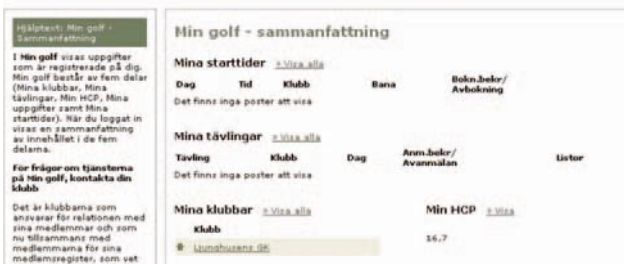 Hjälptext: Min golf -
Sammanfattning
I Min golf visas uppgifter
som är registrerade på dig.
Min golf består av fem delar
(Mina klubbar, Mina
tävlingar, Min HCP, Mina
uppgifter samt Mina
starttider). När du loggat in
visas en sammanfattning
av innehållet i de fem
delarna.
För frågor om tjänsterna
på Min golf, kontakta din
klubb
Det är klubbarna som
ansvarar för relationen med
sina medlemmar och som
nu tillsammans med
medlemmarna för sina
medlemsregister, som vet
Min golf - sammanfattning
Mina starttider + Visa alla
Dag Tid Klubb Bana Bokn.bekr/
Avbokning
Det finns inga poster att visa
Mina tävlingar + Visa alla
Tävling Klubb Dag Anm.bekr/
Avanmälan Listor
Det finns inga poster att visa
Mina klubbar + Visa alla
Klubb
Ljunghusens GK
Min HCP + Visa
16,7